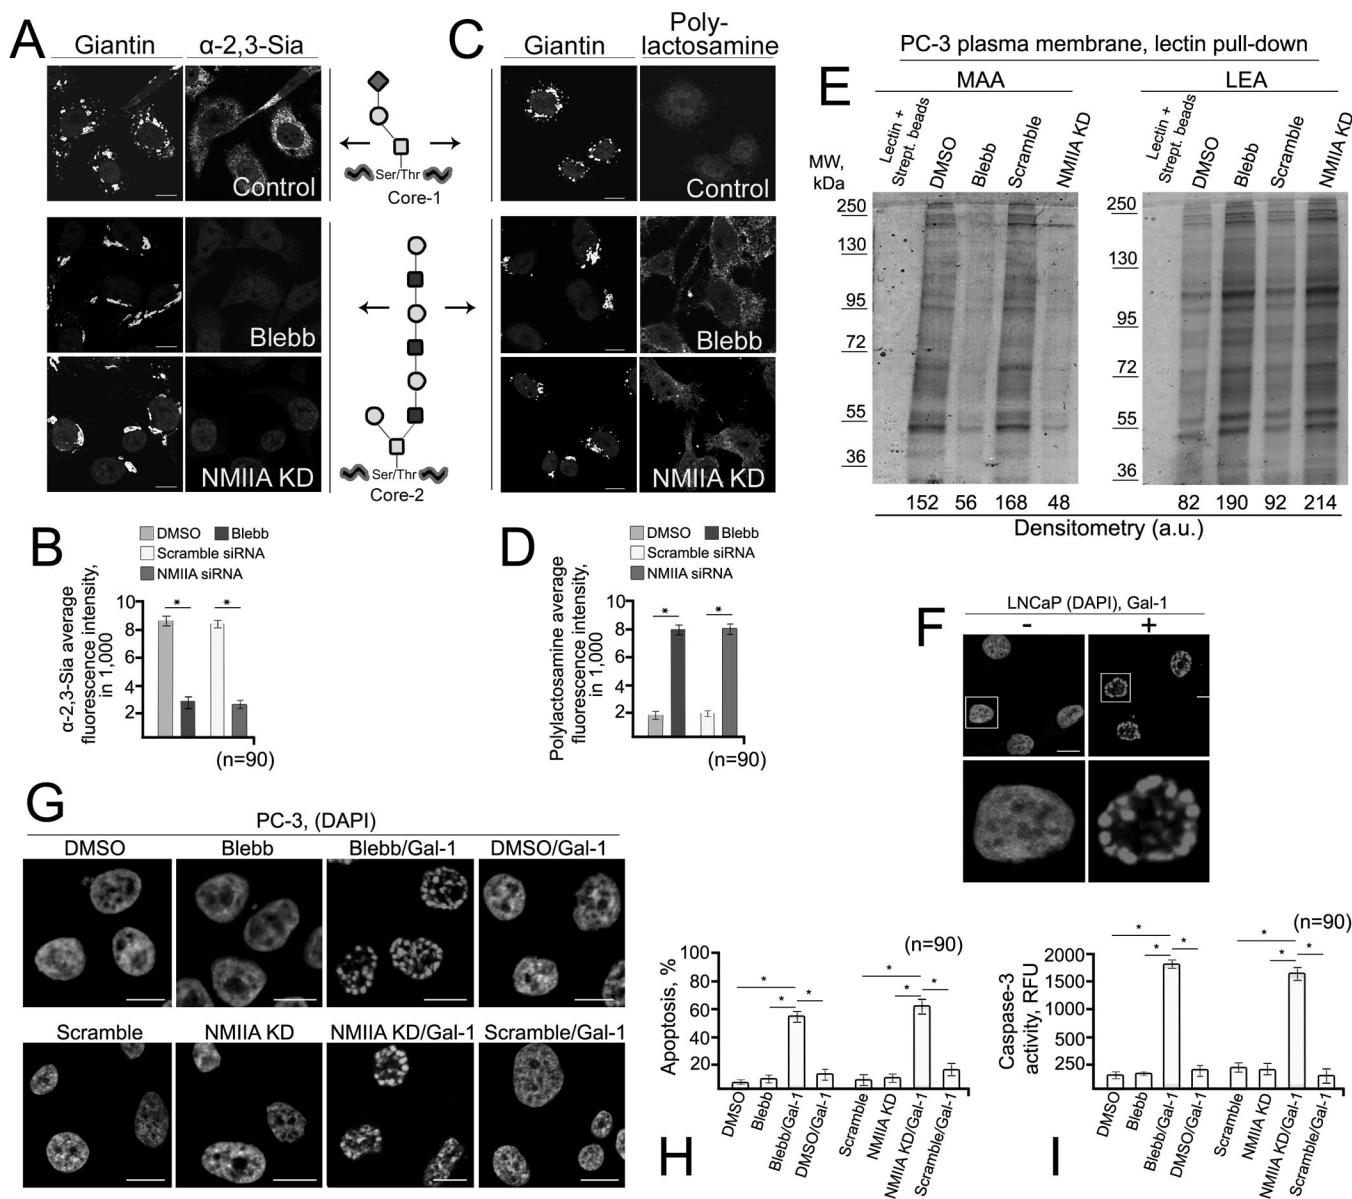 A
Giantin
α-2,3-Sia
Control
Blebb
NMIIA KD
Ser/Thr
Core-1
Ser/Thr
Core-2
C
Giantin
Poly-
lactosamine
Control
Blebb
NMIIA KD
E
PC-3 plasma membrane, lectin pull-down
MAA
LEA
Lectin +
Strept. beads
DMSO
Blebb
Scramble
NMIIA KD
Lectin +
Strept. beads
DMSO
Blebb
Scramble
NMIIA KD
MW,
kDa
250
130
95
72
55
36
250
130
95
72
55
36
152 56 168 48
82 190 92 214
Densitometry (a.u.)
B
DMSO
Blebb
Scramble siRNA
NMIIA siRNA
α-2,3-Sia average
fluorescence intensity,
in 1,000
10
8
6
4
2
*
*
(n=90)
D
DMSO
Blebb
Scramble siRNA
NMIIA siRNA
Polylactosamine average
fluorescence intensity,
in 1,000
10
8
6
4
2
*
*
(n=90)
F
LNCaP (DAPI), Gal-1
- +
G
PC-3, (DAPI)
DMSO
Blebb
Blebb/Gal-1
DMSO/Gal-1
Scramble
NMIIA KD
NMIIA KD/Gal-1
Scramble/Gal-1
H
Apoptosis, %
100
80
60
40
20
(n=90)
*
*
*
*
*
*
DMSO
Blebb
Blebb/Gal-1
DMSO/Gal-1
Scramble
NMIIA KD
NMIIA KD/Gal-1
Scramble/Gal-1
I
Caspase-3
activity, RFU
2000
1500
1000
500
250
(n=90)
*
*
*
*
*
*
DMSO
Blebb
Blebb/Gal-1
DMSO/Gal-1
Scramble
NMIIA KD
NMIIA KD/Gal-1
Scramble/Gal-1